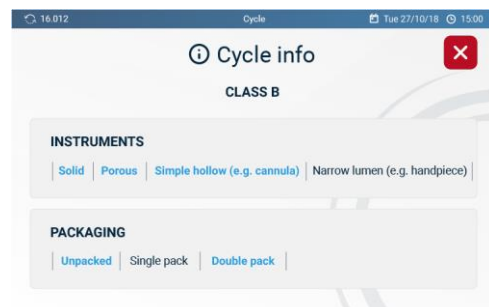 16.012 Cycle Tue 27/10/18 15:00
Cycle info
CLASS B
INSTRUMENTS
Solid Porous Simple hollow (e.g. cannula) Narrow lumen (e.g. handpiece)
PACKAGING
Unpacked Single pack Double pack